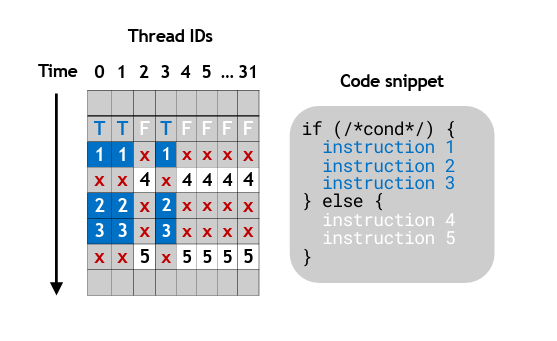 Thread IDs
Time 0 1 2 3 4 5 ... 31
T T F T F F F F
1 1 x 1 x x x x
x x 4 x 4 4 4 4
2 2 x 2 x x x x
3 3 x 3 x x x x
x x 5 x 5 5 5 5
Code snippet
if (/*cond*/) {
  instruction 1
  instruction 2
  instruction 3
} else {
  instruction 4
  instruction 5
}